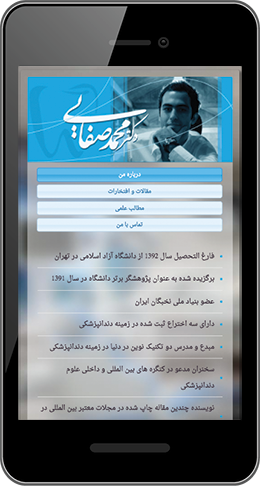 دکتر محمد صفایی
درباره من
مقالات و افتخارات
مطالب علمی
تماس با من
فارغ التحصیل سال 1392 از دانشگاه آزاد اسلامی در تهران
برگزیده شده به عنوان پژوهشگر برتر دانشگاه در سال 1391
عضو بنیاد ملی نخبگان ایران
دارای سه اختراع ثبت شده در زمینه دندانپزشکی
مبدع و مدرس دو تکنیک نوین در دنیا در زمینه دندانپزشکی
سخنران مدعو در کنگره های بین المللی و داخلی علوم
دندانپزشکی
نویسنده چندین مقاله چاپ شده در مجلات معتبر بین المللی در